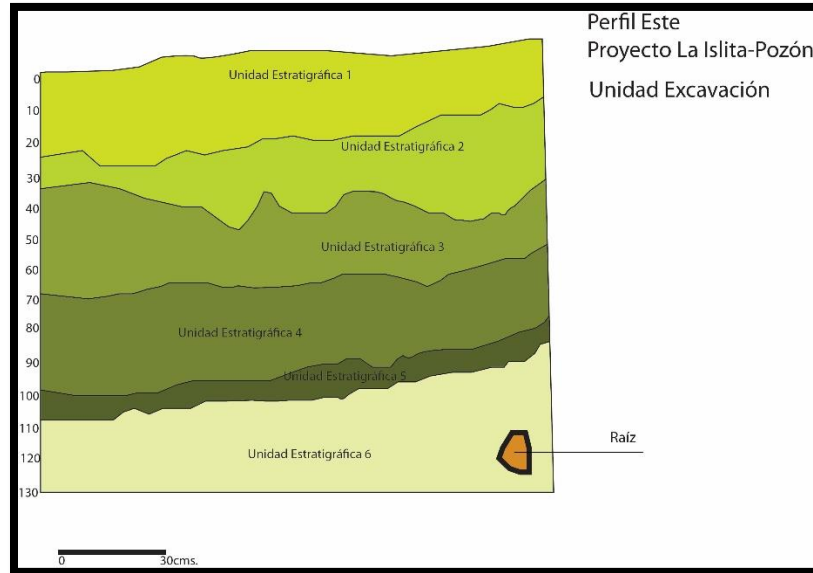 Perfil Este
Proyecto La Islita-Pozón
Unidad Excavación
Unidad Estratigráfica 1
Unidad Estratigráfica 2
Unidad Estratigráfica 3
Unidad Estratigráfica 4
Unidad Estratigráfica 5
Unidad Estratigráfica 6
Raíz
0
10
20
30
40
50
60
70
80
90
100
110
120
130
0 30cms.